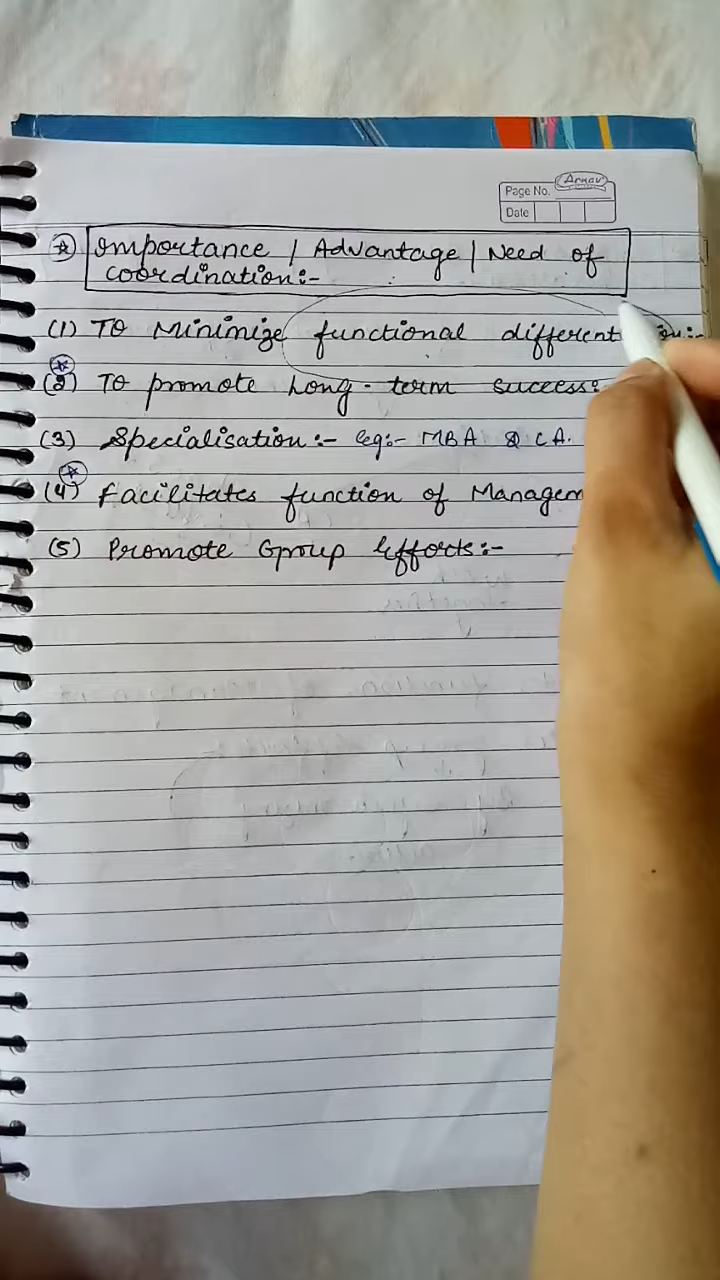 Arnav
Page No.
Date
Importance / Advantage / Need of
coordination:-
(1) To Minimize functional different
(2) To promote Long-term success:
(3) Specialisation:- eg:- MBA & CA.
(4) Facilitates function of Managem
(5) Promote Group Efforts:-